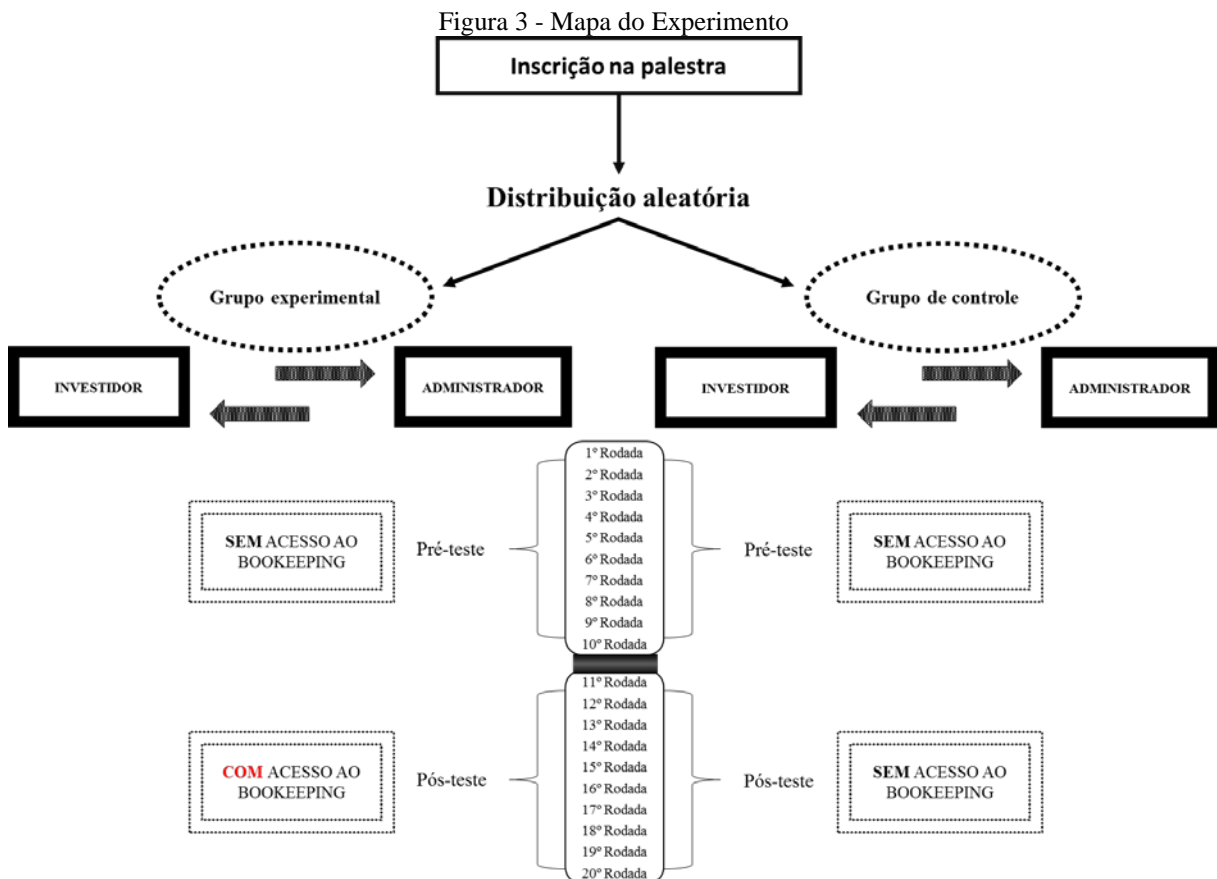 Figura 3 - Mapa do Experimento
Inscrição na palestra
Distribuição aleatória
Grupo experimental
Grupo de controle
INVESTIDOR
ADMINISTRADOR
INVESTIDOR
ADMINISTRADOR
1º Rodada
2º Rodada
3º Rodada
4º Rodada
5º Rodada
6º Rodada
7º Rodada
8º Rodada
9º Rodada
10º Rodada
SEM ACESSO AO
BOOKEEPING
Pré-teste
Pré-teste
SEM ACESSO AO
BOOKEEPING
11º Rodada
12º Rodada
13º Rodada
14º Rodada
15º Rodada
16º Rodada
17º Rodada
18º Rodada
19º Rodada
20º Rodada
COM ACESSO AO
BOOKEEPING
Pós-teste
Pós-teste
SEM ACESSO AO
BOOKEEPING